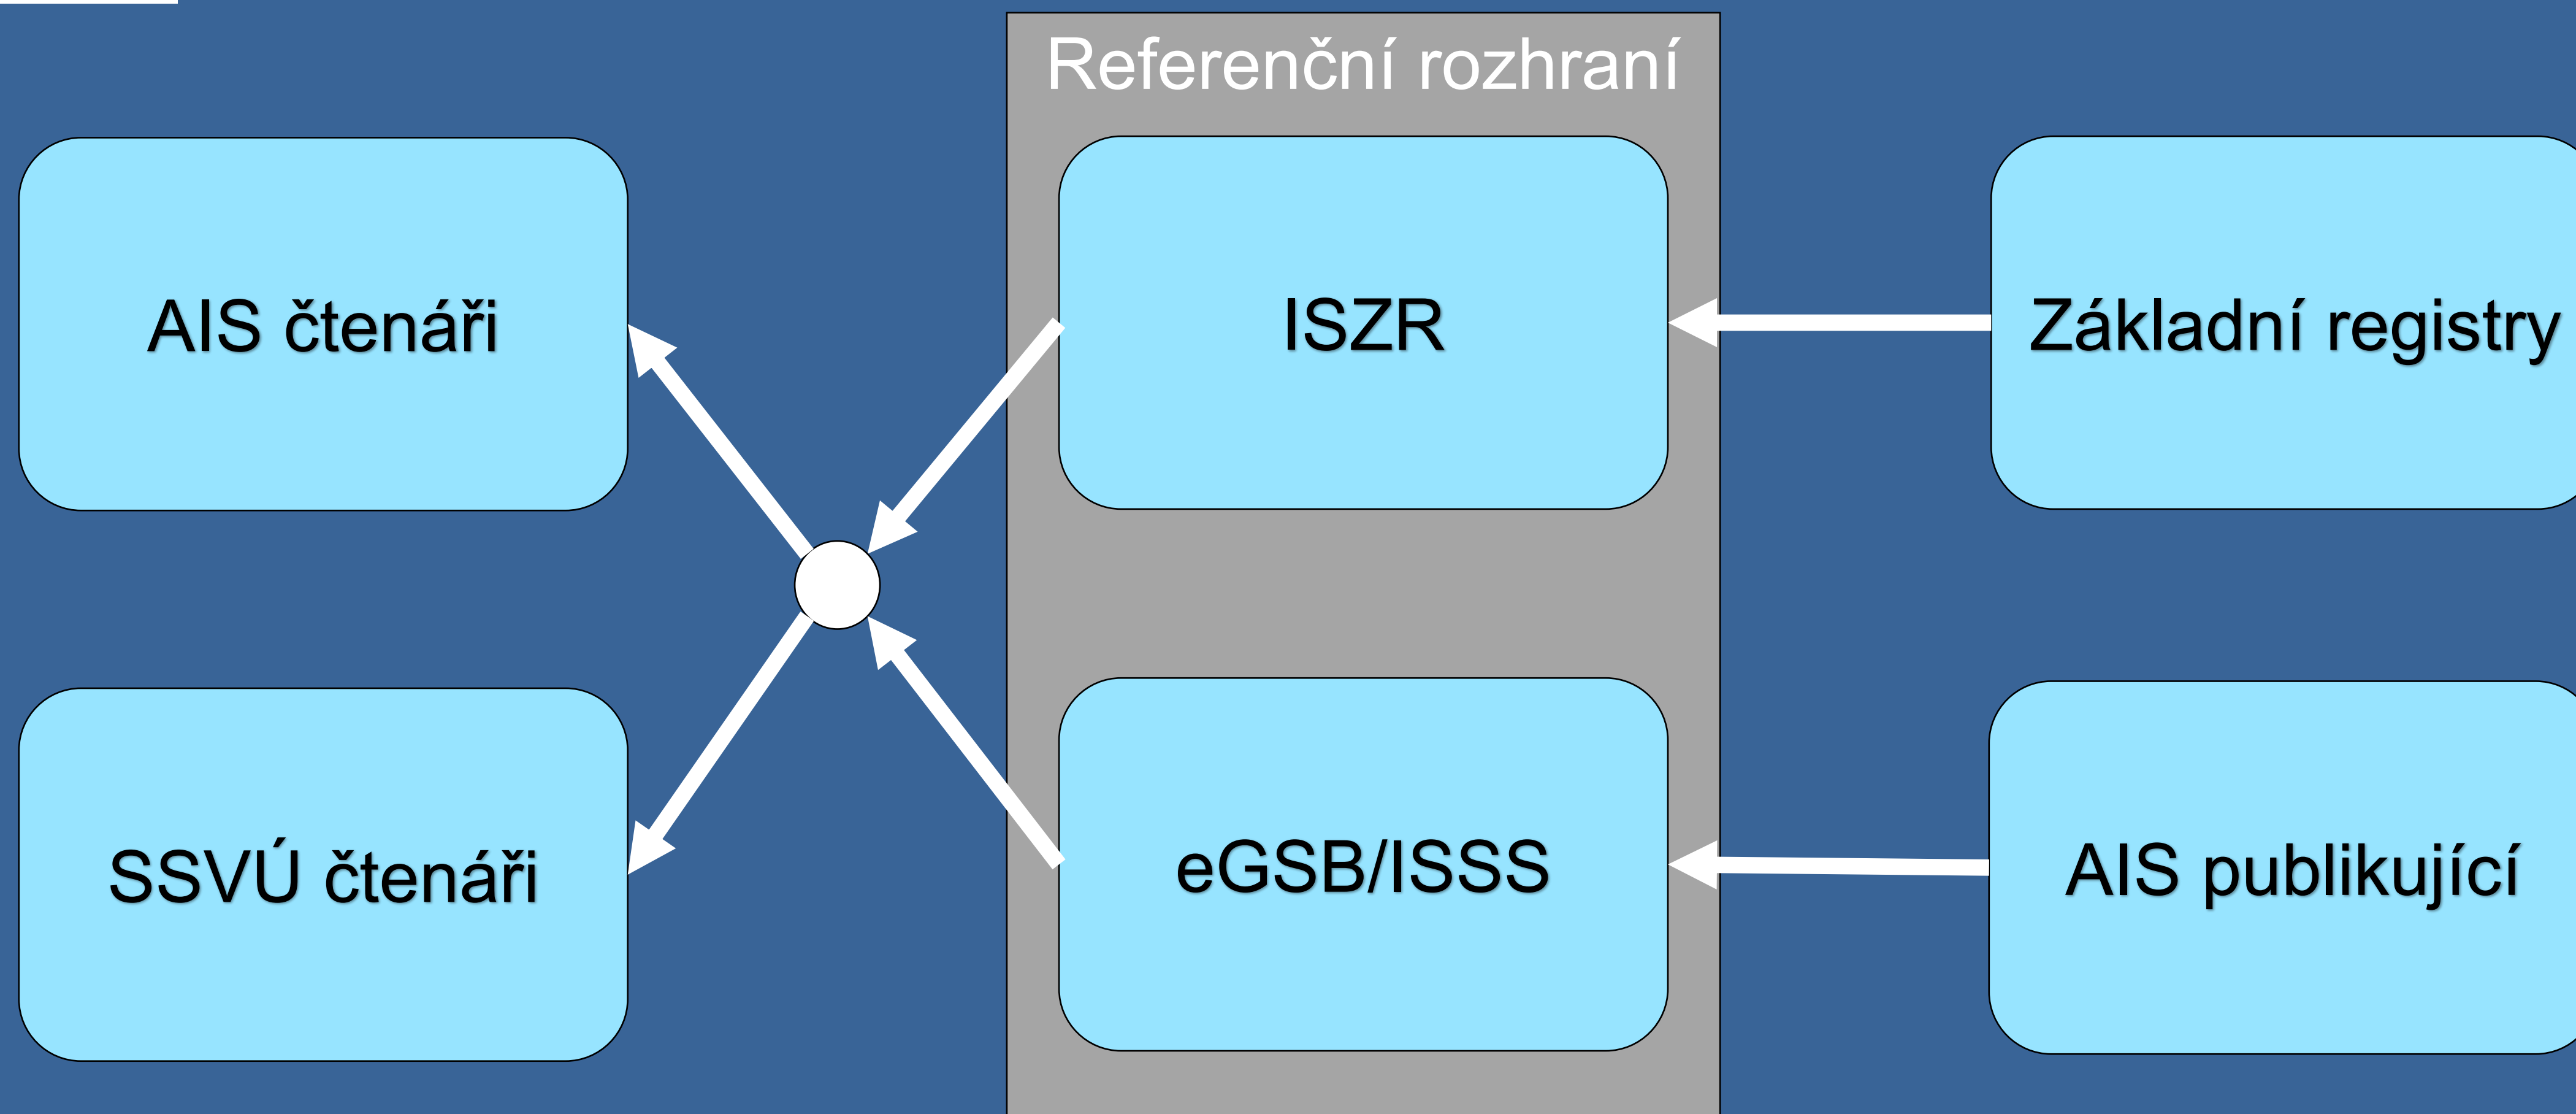 Referenční rozhraní
AIS čtenáři
ISZR
Základní registry
SSVÚ čtenáři
eGSB/ISSS
AIS publikující